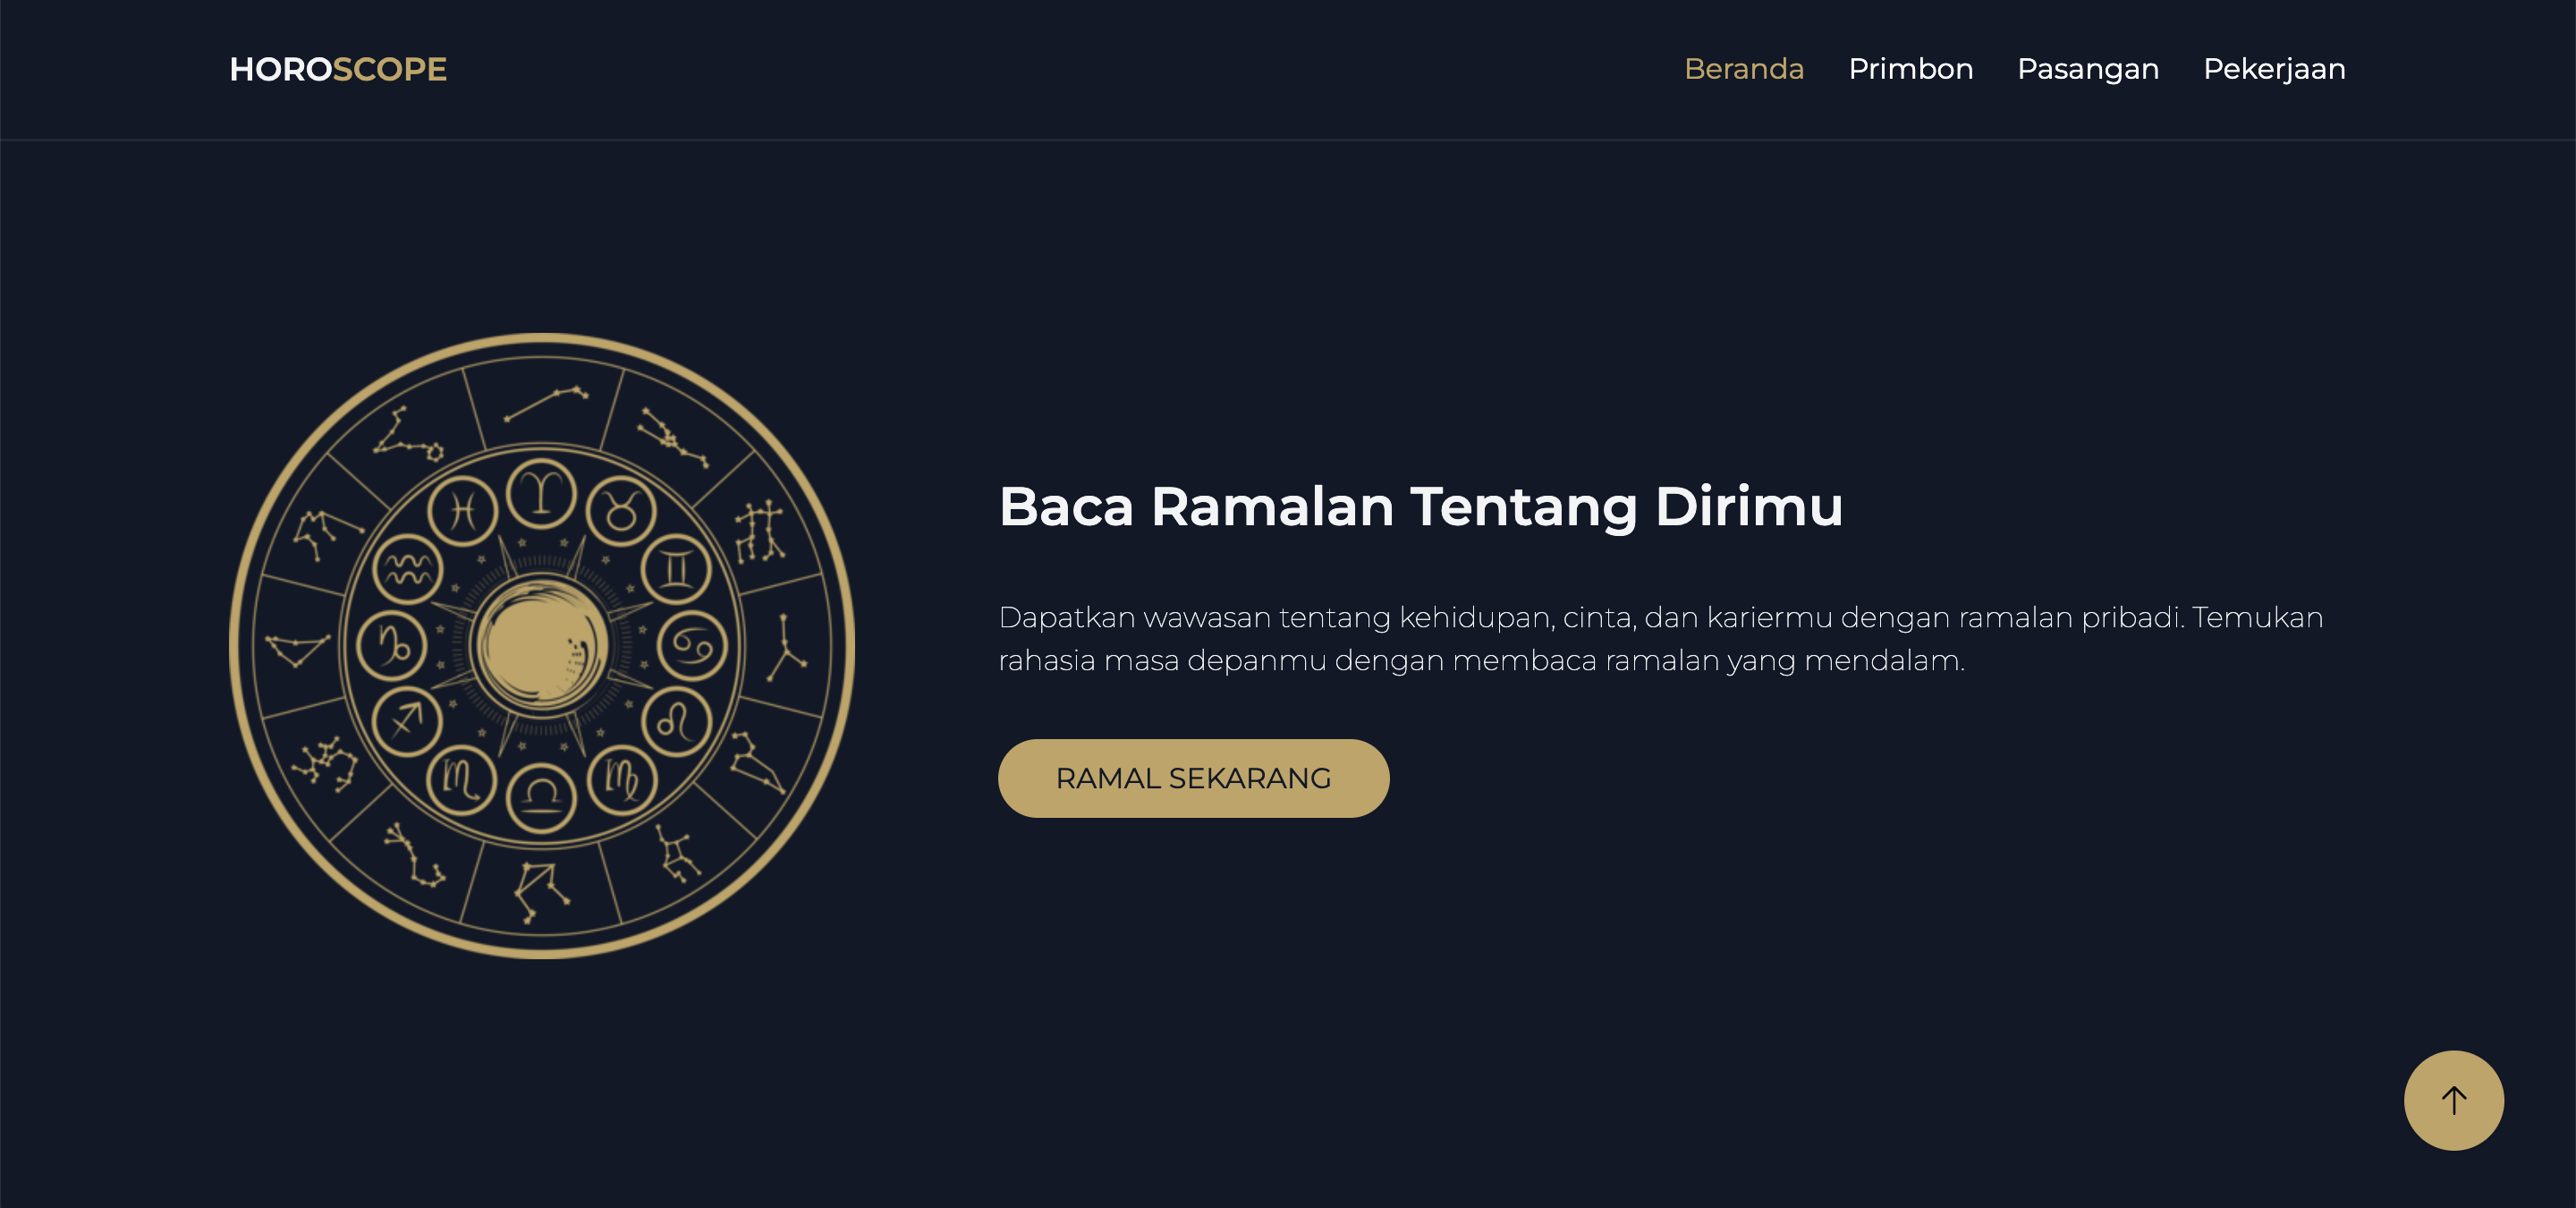 HOROSCOPE
Beranda Primbon Pasangan Pekerjaan
Baca Ramalan Tentang Dirimu
Dapatkan wawasan tentang kehidupan, cinta, dan kariermu dengan ramalan pribadi. Temukan
rahasia masa depanmu dengan membaca ramalan yang mendalam.
RAMAL SEKARANG